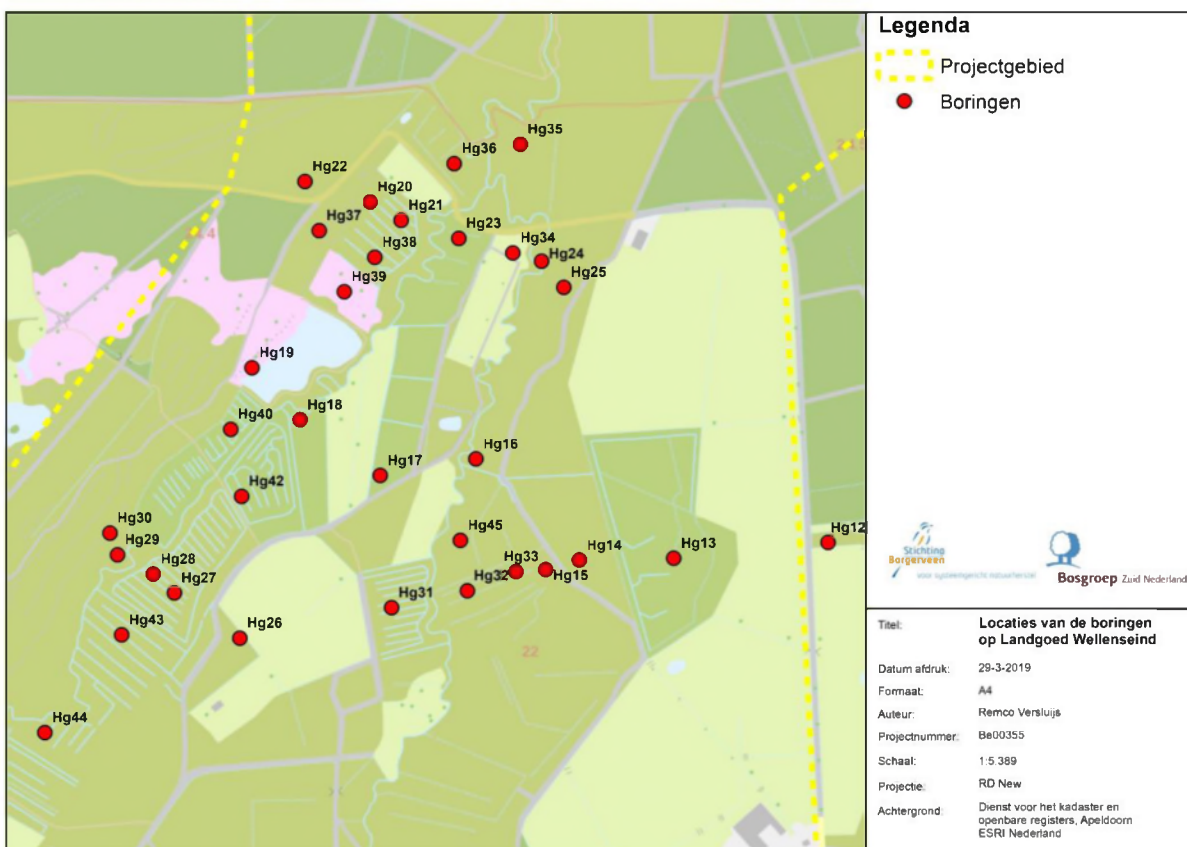 Legenda
Projectgebied
Boringen
Hg35
Hg36
Hg22
Hg20
Hg21
Hg37
Hg23
Hg38
Hg34
Hg24
Hg39
Hg25
Hg19
Hg18
Hg40
Hg16
Hg17
Hg42
Hg30
Hg29
Hg45
Hg12
Hg14
Hg13
Hg28
Hg33
Hg15
Hg27
Hg32
Hg31
Hg43
Hg26
22
Hg44
Stichting
Borgerveen
voor systeemgericht natuurherstel
Bosgroep Zuid Nederland
Titel: Locaties van de boringen
op Landgoed Wellenseind
Datum afdruk: 29-3-2019
Formaat: A4
Auteur: Remco Versluijs
Projectnummer: Be00355
Schaal: 1:5.389
Projectie: RD New
Achtergrond: Dienst voor het kadaster en
openbare registers, Apeldoorn
ESRI Nederland